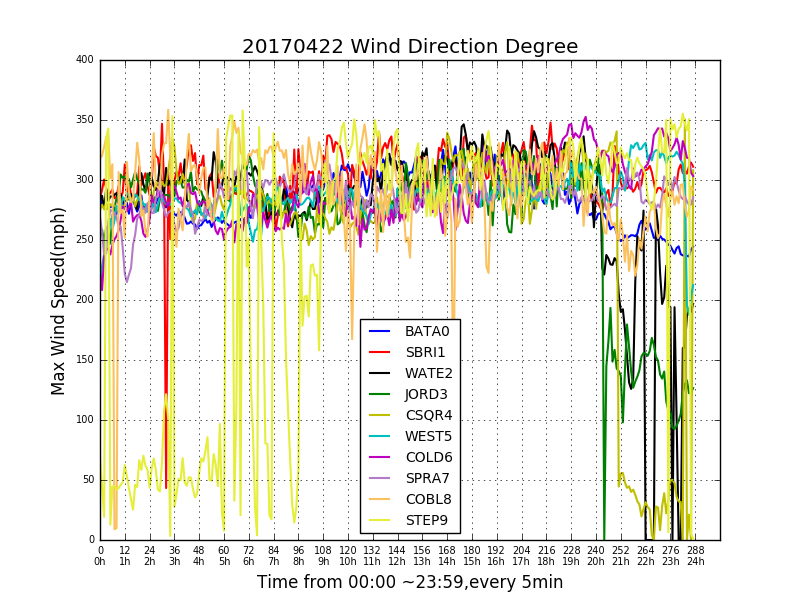 20170422 Wind Direction Degree
400
350
300
250
200
150
100
50
0
Max Wind Speed(mph)
BATA0
SBRI1
WATE2
JORD3
CSQR4
WEST5
COLD6
SPRA7
COBL8
STEP9
0 12 24 36 48 60 72 84 96 108 120 132 144 156 168 180 192 204 216 228 240 252 264 276 288
0h 1h 2h 3h 4h 5h 6h 7h 8h 9h 10h 11h 12h 13h 14h 15h 16h 17h 18h 19h 20h 21h 22h 23h 24h
Time from 00:00 ~23:59,every 5min